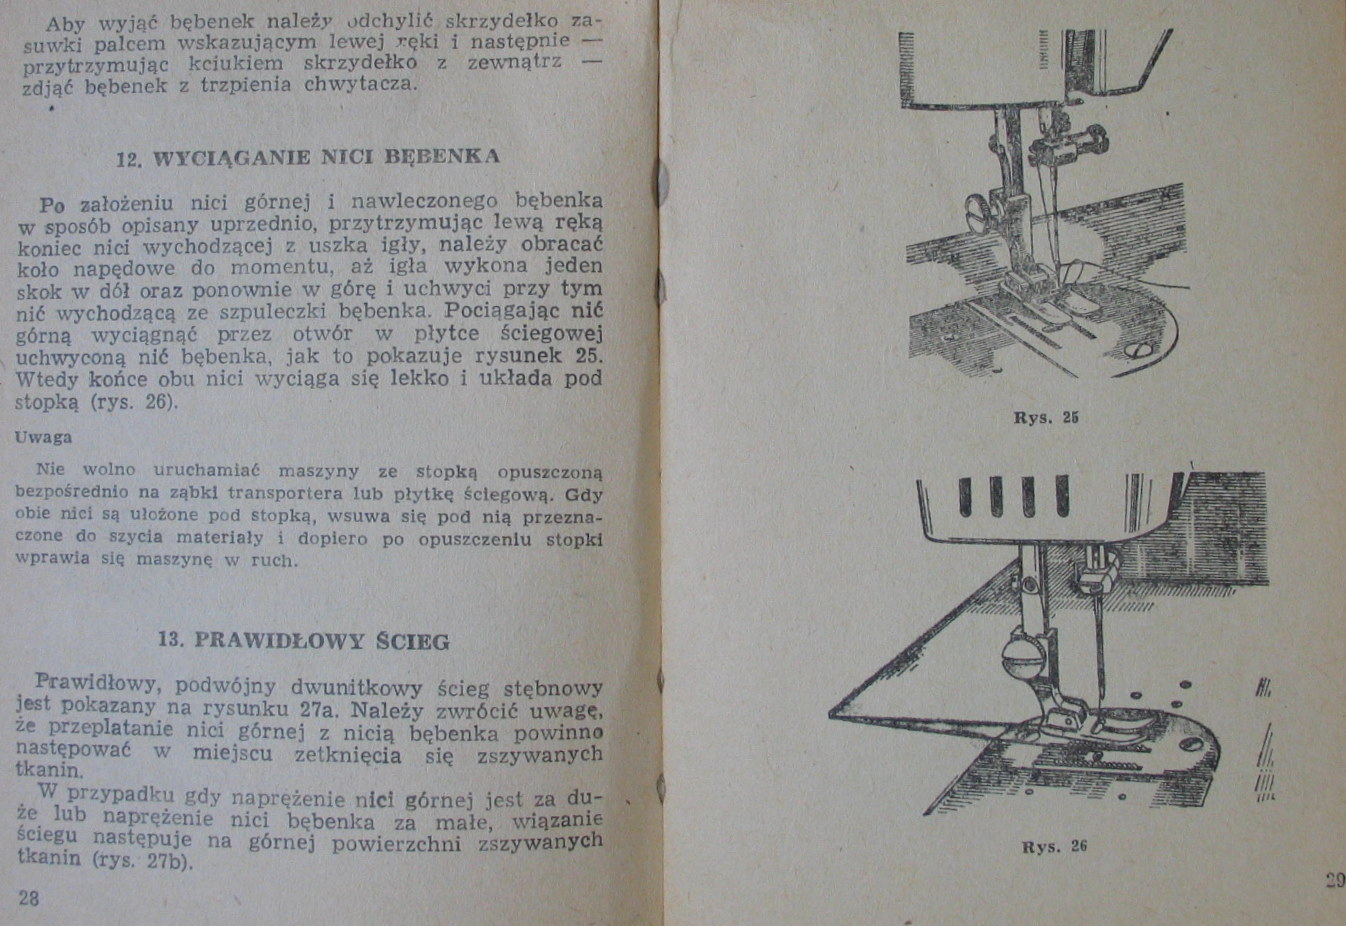 Aby wyjąć bębenek należy odchylić skrzydełko za-
suwki palcem wskazującym lewej ręki i następnie —
przytrzymując kciukiem skrzydełko z zewnątrz —
zdjąć bębenek z trzpienia chwytacza.
12. WYCIĄGANIE NICI BĘBENKA
Po założeniu nici górnej i nawleczonego bębenka
w sposób opisany uprzednio, przytrzymując lewą ręką
koniec nici wychodzącej z uszka igły, należy obracać
koło napędowe do momentu, aż igła wykona jeden
skok w dół oraz ponownie w górę i uchwyci przy tym
nić wychodzącą ze szpuleczki bębenka. Pociągając nić
górną wyciągnąć przez otwór w płytce ściegowej
uchwyconą nić bębenka, jak to pokazuje rysunek 25.
Wtedy końce obu nici wyciąga się lekko i układa pod
stopką (rys. 26).
Uwaga
Nie wolno uruchamiać maszyny ze stopką opuszczoną
bezpośrednio na ząbki transportera lub płytkę ściegową. Gdy
obie nici są ułożone pod stopką, wsuwa się pod nią przezna-
czone do szycia materiały i dopiero po opuszczeniu stopki
wprawia się maszynę w ruch.
13. PRAWIDŁOWY ŚCIEG
Prawidłowy, podwójny dwunitkowy ścieg stębnowy
jest pokazany na rysunku 27a. Należy zwrócić uwagę,
że przeplatanie nici górnej z nicią bębenka powinno
następować w miejscu zetknięcia się zszywanych
tkanin.
W przypadku gdy naprężenie nici górnej jest za du-
że lub naprężenie nici bębenka za małe, wiązanie
ściegu następuje na górnej powierzchni zszywanych
tkanin (rys. 27b).
28
Rys. 25
Rys. 26
29